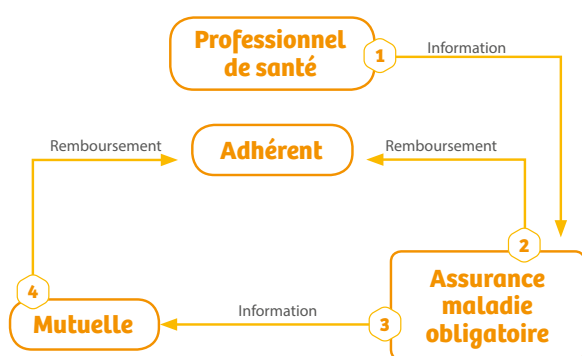 Professionnel
de santé
1
Information
Remboursement
Adhérent
Remboursement
2
4
Mutuelle
Information
3
Assurance
maladie
obligatoire